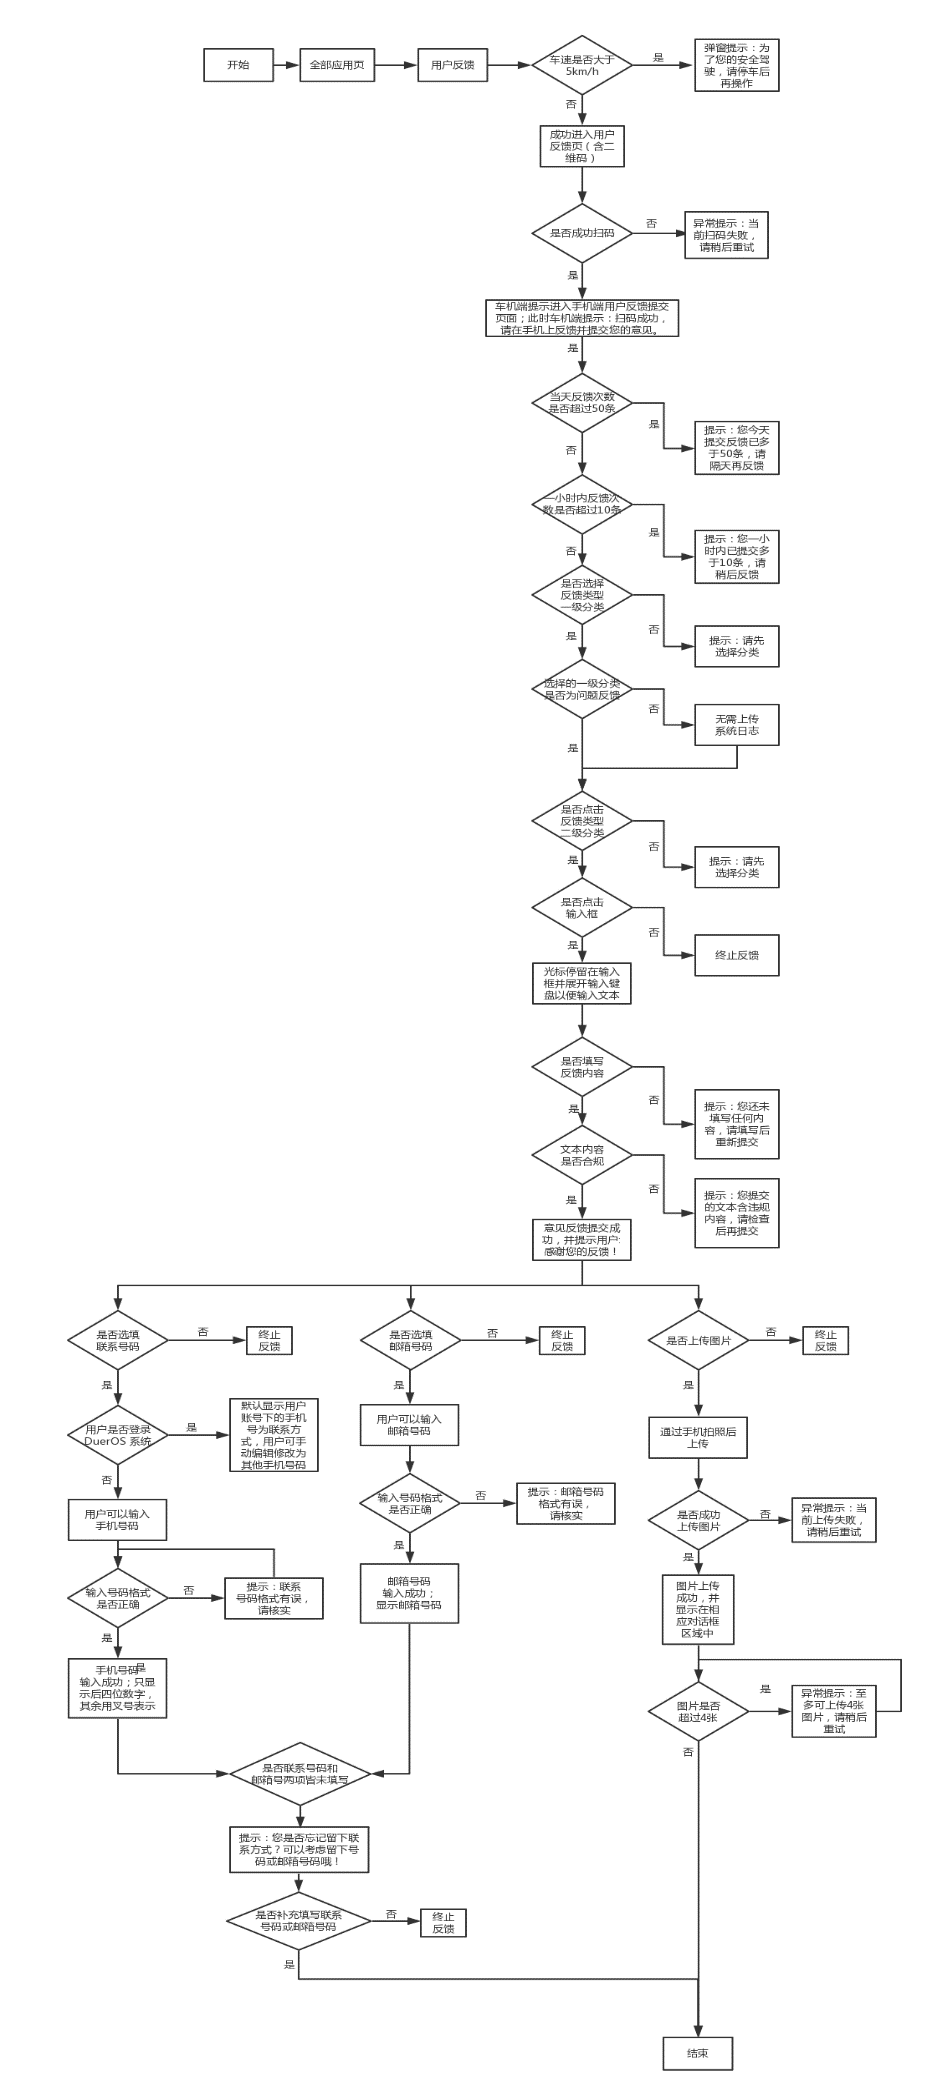 开始
全部应用页
用户反馈
车速是否大于
5km/h
是
弹窗提示：为
了您的安全驾
驶，请停车后
再操作
否
成功进入用户
反馈页（含二
维码）
是否成功扫码
否
异常提示：当
前扫码失败，
请稍后重试
是
车机端提示进入手机端用户反馈提交
页面；此时车机端提示：扫码成功，
请在手机上反馈并提交您的意见。
是
当天反馈次数
是否超过50条
是
提示：您今天
提交反馈已多
于50条，请
隔天再反馈
否
一小时内反馈次
数是否超过10条
是
提示：您一小
时内已提交多
于10条，请
稍后反馈
否
是否选择
反馈类型
一级分类
否
提示：请先
选择分类
是
选择的一级分类
是否为问题反馈
否
无需上传
系统日志
是
是否点击
反馈类型
二级分类
否
提示：请先
选择分类
是
是否点击
输入框
否
终止反馈
是
光标停留在输入
框并展开输入键
盘以便输入文本
是否填写
反馈内容
否
提示：您还未
填写任何内
容，请填写后
重新提交
是
文本内容
是否合规
否
提示：您提交
的文本含违规
内容，请检查
后再提交
是
意见反馈提交成
功，并提示用户：
感谢您的反馈！
是否选填
联系号码
否
终止
反馈
是
用户是否登录
DuerOS 系统
是
默认显示用户
账号下的手机
号为联系方
式，用户可手
动编辑修改为
其他手机号码
否
用户可以输入
手机号码
输入号码格式
是否正确
否
提示：联系
号码格式有误，
请核实
是
手机号码
是
输入成功；只显
示后四位数字，
其余用叉号表示
是否选填
邮箱号码
否
终止
反馈
是
用户可以输入
邮箱号码
输入号码格式
是否正确
否
提示：邮箱号码
格式有误，
请核实
是
邮箱号码
输入成功；
显示邮箱号码
是否上传图片
否
终止
反馈
是
通过手机拍照后
上传
是否成功
上传图片
否
异常提示：当
前上传失败，
请稍后重试
是
图片上传
成功，并
显示在相
应对话框
区域中
图片是否
超过4张
是
异常提示：至
多可上传4张
图片，请稍后
重试
否
是否联系号码和
邮箱号两项皆未填写
提示：您是否忘记留下联
系方式？可以考虑留下号
码或邮箱号码哦！
是否补充填写联系
号码或邮箱号码
否
终止
反馈
是
结束